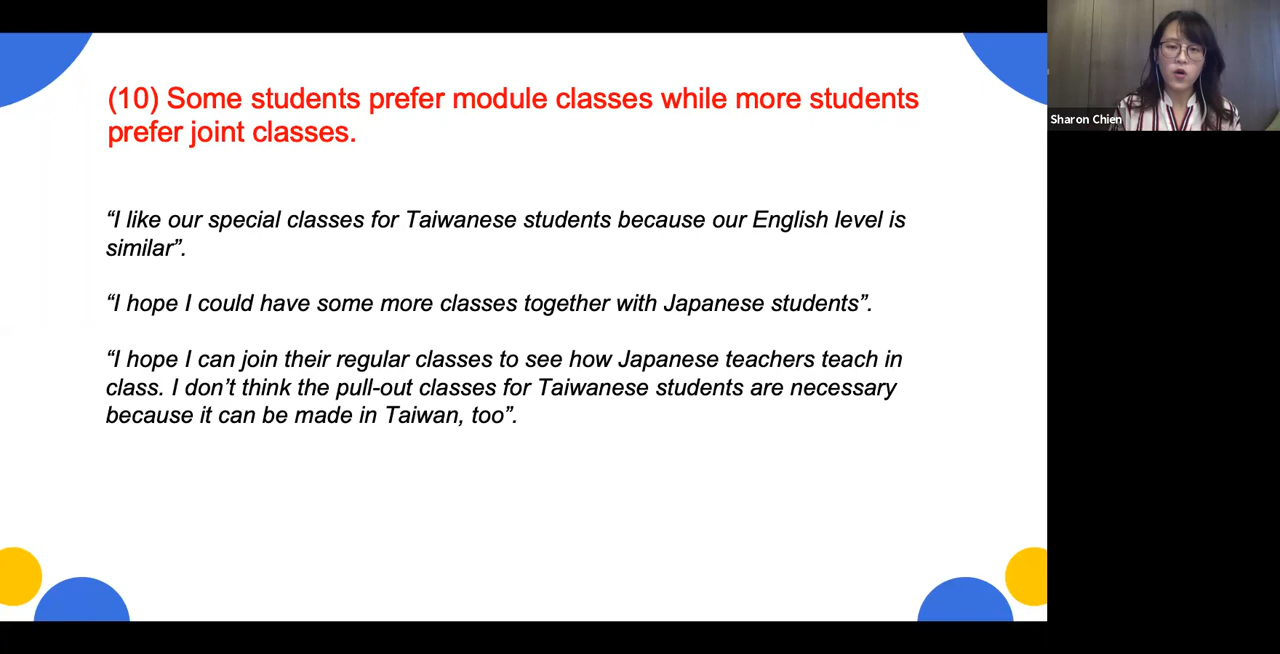 (10) Some students prefer module classes while more students
prefer joint classes.
“I like our special classes for Taiwanese students because our English level is
similar”.
“I hope I could have some more classes together with Japanese students”.
“I hope I can join their regular classes to see how Japanese teachers teach in
class. I don’t think the pull-out classes for Taiwanese students are necessary
because it can be made in Taiwan, too”.
Sharon Chien